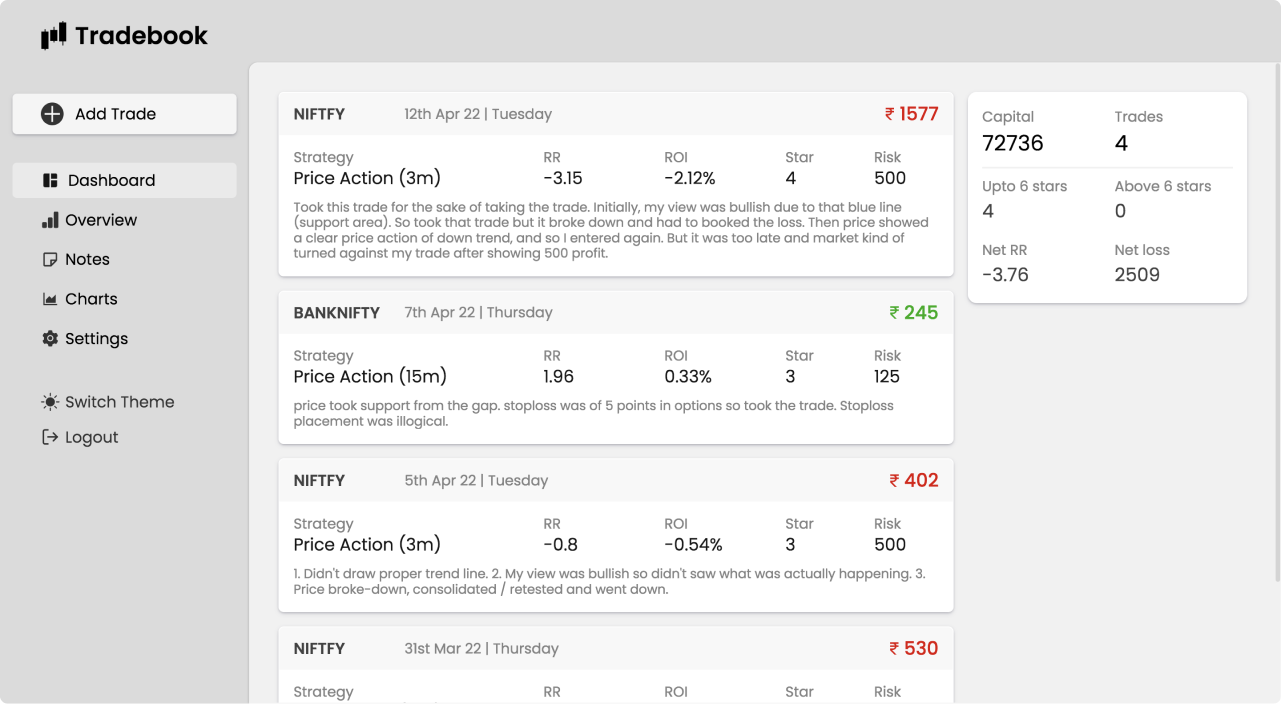 Tradebook
Add Trade
Dashboard
Overview
Notes
Charts
Settings
Switch Theme
Logout
NIFTFY 12th Apr 22 | Tuesday ₹ 1577
Strategy RR ROI Star Risk
Price Action (3m) -3.15 -2.12% 4 500
Took this trade for the sake of taking the trade. Initially, my view was bullish due to that blue line
(support area). So took that trade but it broke down and had to booked the loss. Then price showed
a clear price action of down trend, and so I entered again. But it was too late and market kind of
turned against my trade after showing 500 profit.
BANKNIFTY 7th Apr 22 | Thursday ₹ 245
Strategy RR ROI Star Risk
Price Action (15m) 1.96 0.33% 3 125
price took support from the gap. stoploss was of 5 points in options so took the trade. Stoploss
placement was illogical.
NIFTFY 5th Apr 22 | Tuesday ₹ 402
Strategy RR ROI Star Risk
Price Action (3m) -0.8 -0.54% 3 500
1. Didn't draw proper trend line. 2. My view was bullish so didn't saw what was actually happening. 3.
Price broke-down, consolidated / retested and went down.
NIFTFY 31st Mar 22 | Thursday ₹ 530
Strategy RR ROI Star Risk
Capital Trades
72736 4
Upto 6 stars Above 6 stars
4 0
Net RR Net loss
-3.76 2509